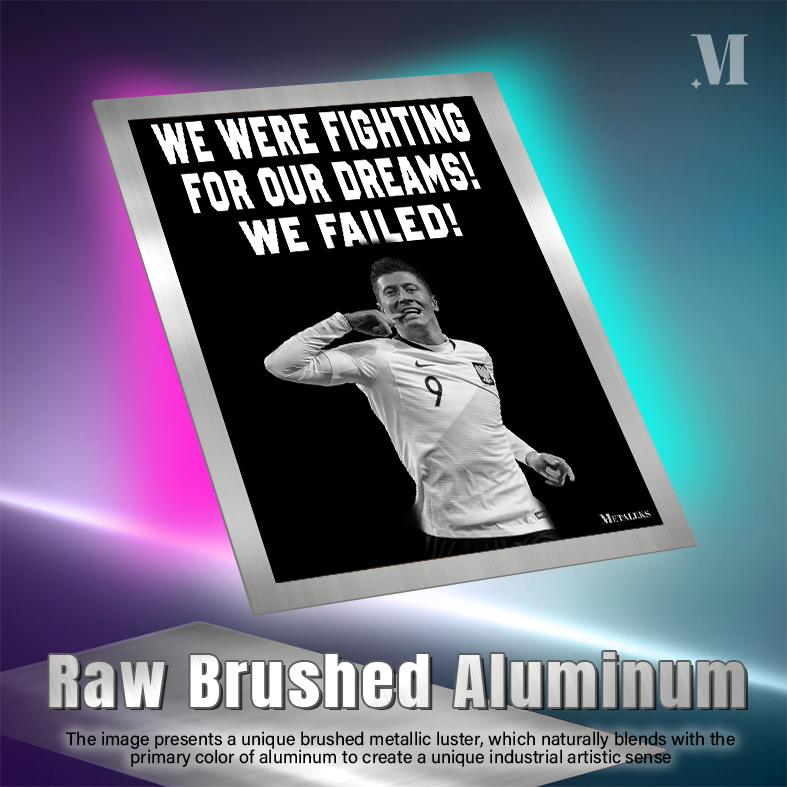 M
WE WERE FIGHTING
FOR OUR DREAMS!
WE FAILED!
9
METALEKS
Raw Brushed Aluminum
The image presents a unique brushed metallic luster, which naturally blends with the
primary color of aluminum to create a unique industrial artistic sense